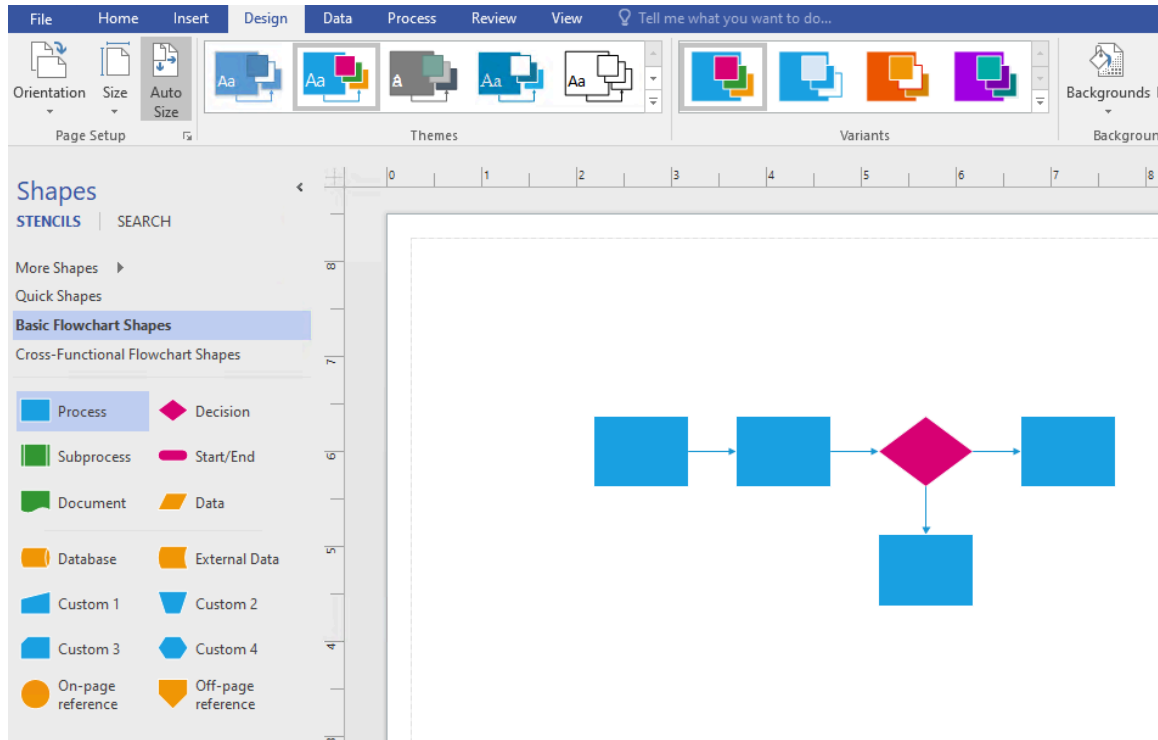 File Home Insert Design Data Process Review View Tell me what you want to do...
Aa Aa A Aa Aa
Orientation Size Auto Size Backgrounds
Page Setup Themes Variants Backgroun
0 1 2 3 4 5 6 7 8
Shapes
STENCILS SEARCH
More Shapes
Quick Shapes
Basic Flowchart Shapes
Cross-Functional Flowchart Shapes
Process Decision
Subprocess Start/End
Document Data
Database External Data
Custom 1 Custom 2
Custom 3 Custom 4
On-page reference Off-page reference
8
7
6
5
4